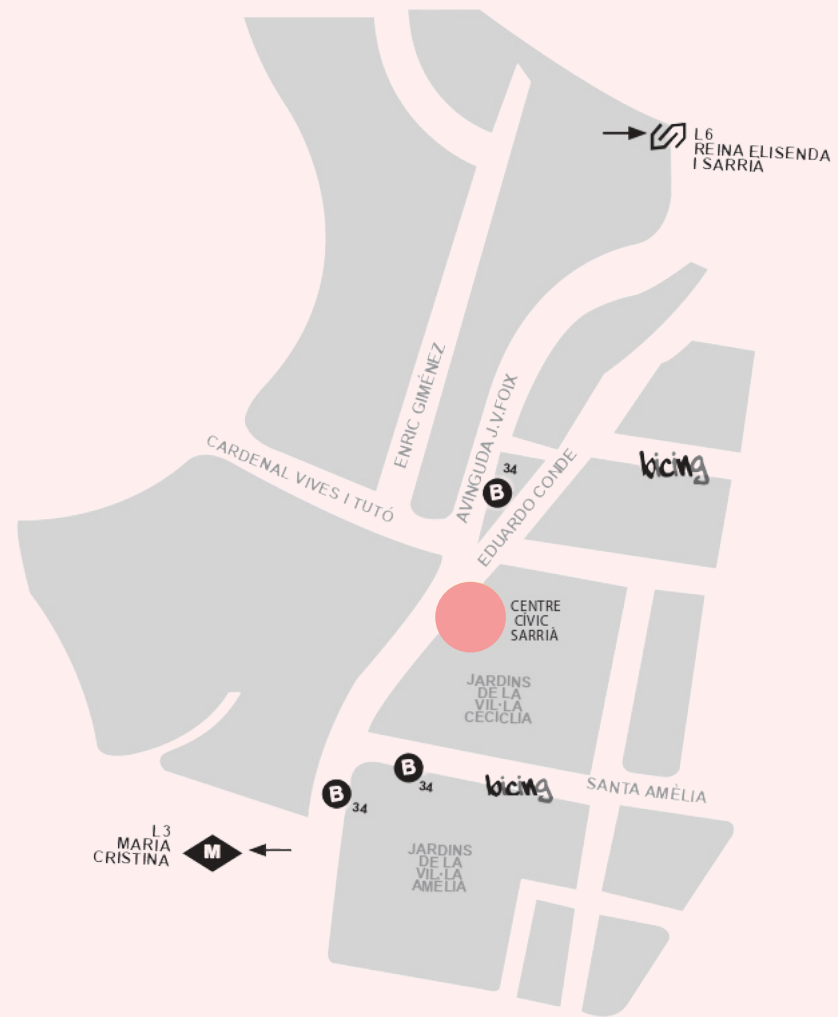 L6
REINA ELISENDA
I SARRIÀ
ENRIC GIMÉNEZ
AVINGUDA J.V.FOIX
CARDENAL VIVES I TUTÓ
bicing
34
B
EDUARDO CONDE
CENTRE
CÍVIC
SARRIÀ
JARDINS
DE LA
VIL·LA
CECICLIA
B
34
bicing
SANTA AMÈLIA
B
34
L3
MARIA
CRISTINA
M
JARDINS
DE LA
VIL·LA
AMÈLIA